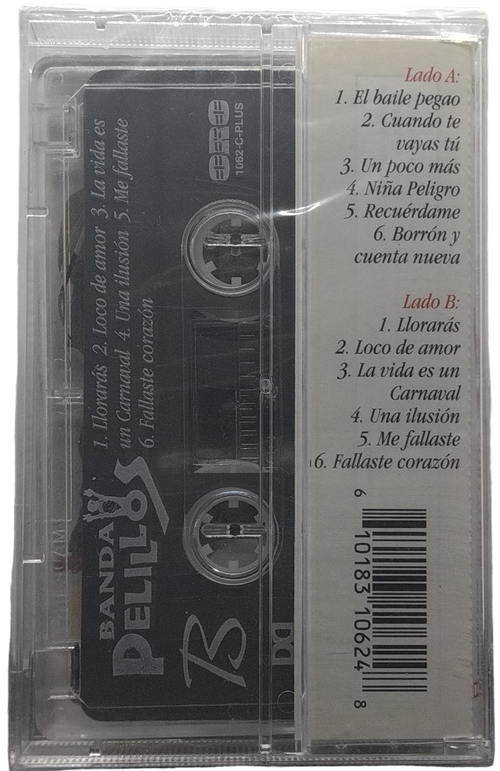 Lado A:
1. El baile pegao
2. Cuando te
vayas tú
3. Un poco más
4. Niña Peligro
5. Recuérdame
6. Borrón y
cuenta nueva
Lado B:
1. Llorarás
2. Loco de amor
3. La vida es un
Carnaval
4. Una ilusión
5. Me fallaste
6. Fallaste corazón
6 10183 10624 8
1. Llorarás 2. Loco de amor 3. La vida es
un Carnaval 4. Una ilusión 5. Me fallaste
6. Fallaste corazón
1062-C-PLUS
BANDA
PELILLOS
B